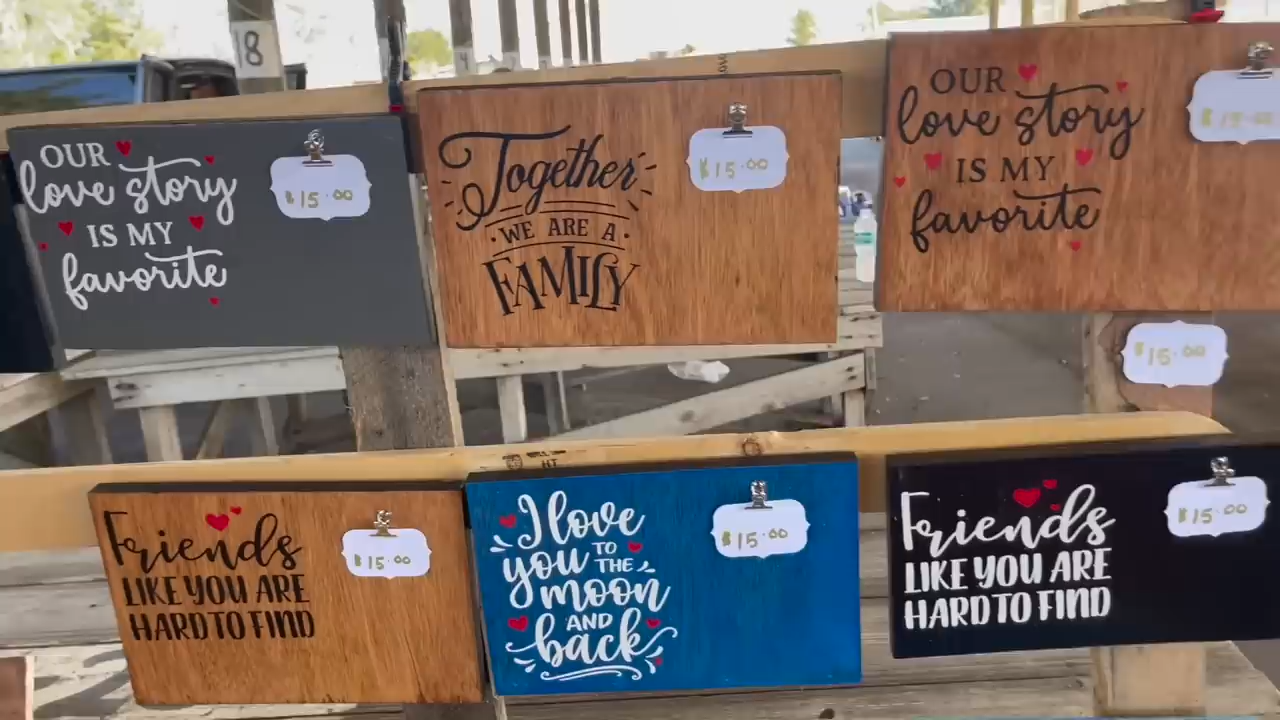 18
OUR
love story
IS MY
favorite
$15.00
Together
WE ARE A
FAMILY
$15.00
OUR
love story
IS MY
favorite
$15.00
$15.00
Friends
LIKE YOU ARE
HARD TO FIND
$15.00
I love
you TO THE
moon
AND
back
$15.00
Friends
LIKE YOU ARE
HARD TO FIND
$15.00